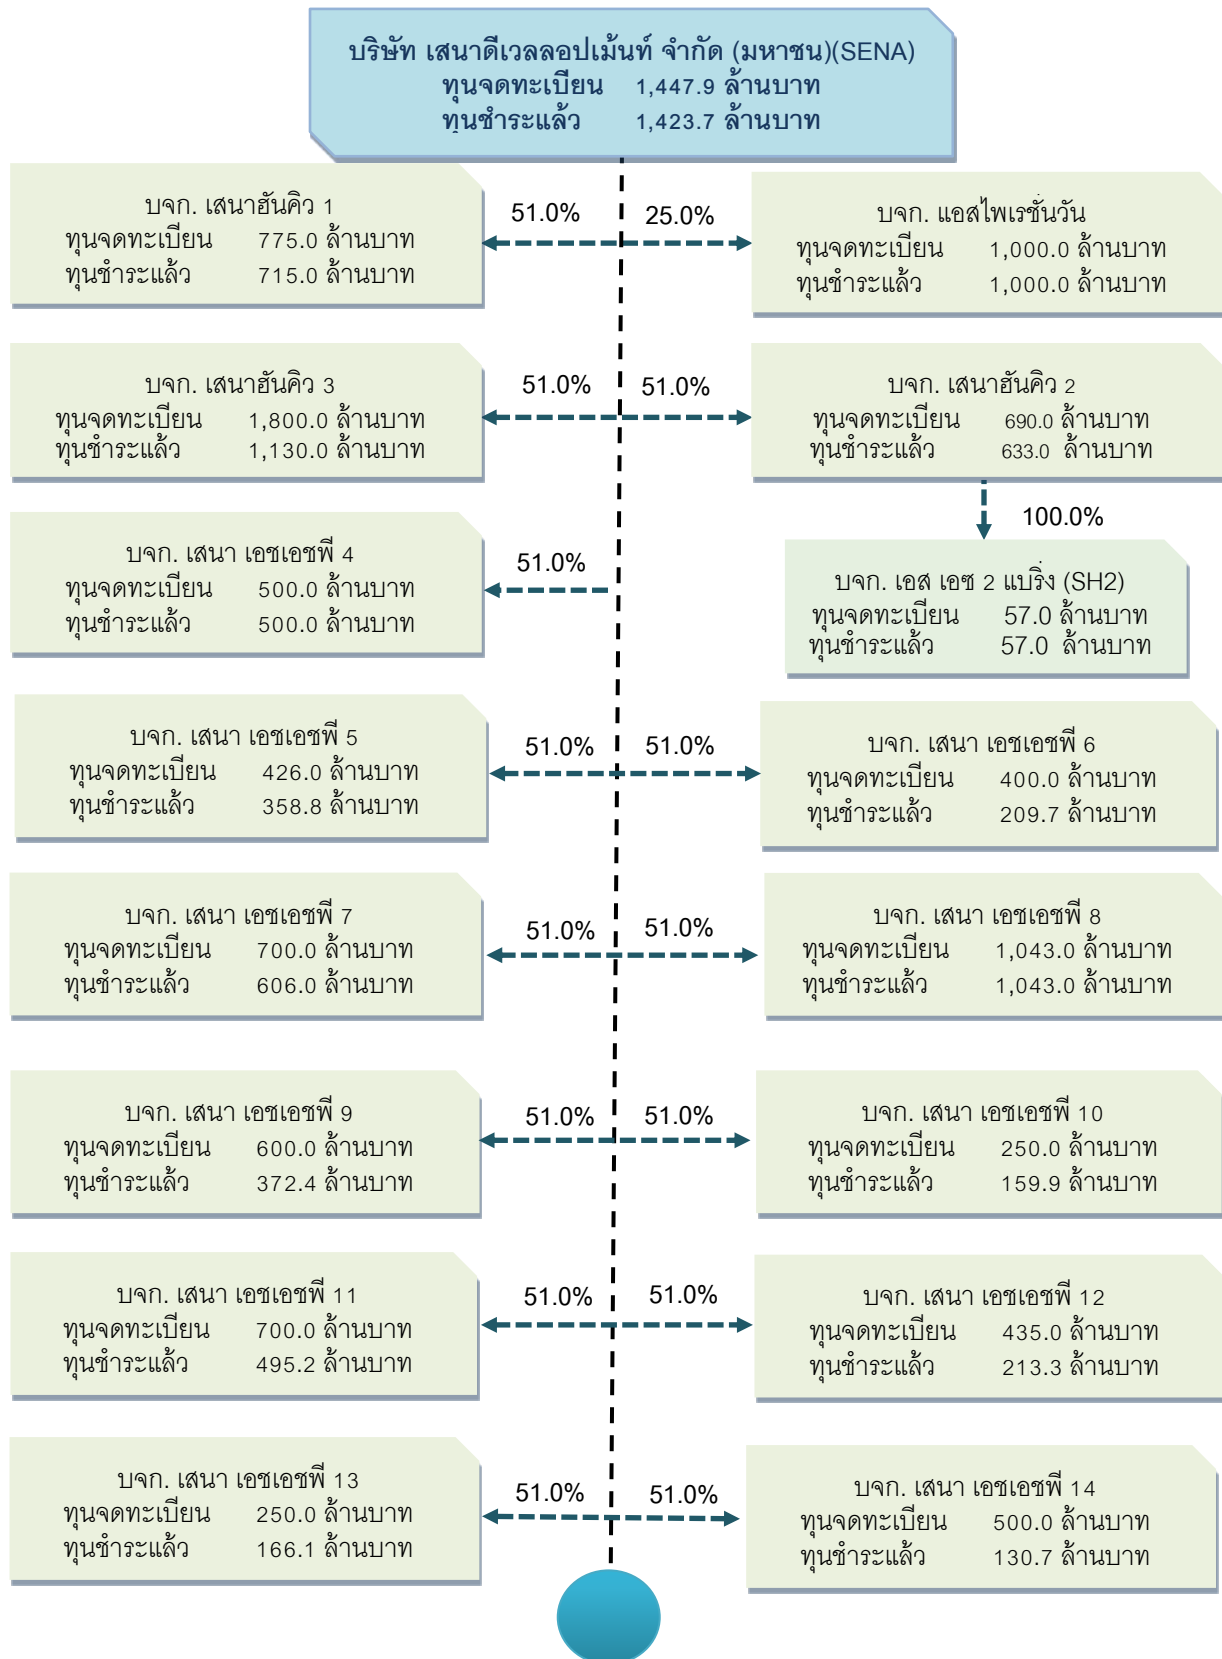 บริษัท เสนาดีเวลลอปเม้นท์ จำกัด (มหาชน)(SENA)
ทุนจดทะเบียน 1,447.9 ล้านบาท
ทุนชำระแล้ว 1,423.7 ล้านบาท
บจก. เสนาฮันคิว 1
ทุนจดทะเบียน 775.0 ล้านบาท
ทุนชำระแล้ว 715.0 ล้านบาท
51.0% 25.0%
บจก. แอสไพเรชั่นวัน
ทุนจดทะเบียน 1,000.0 ล้านบาท
ทุนชำระแล้ว 1,000.0 ล้านบาท
บจก. เสนาฮันคิว 3
ทุนจดทะเบียน 1,800.0 ล้านบาท
ทุนชำระแล้ว 1,130.0 ล้านบาท
51.0% 51.0%
บจก. เสนาฮันคิว 2
ทุนจดทะเบียน 690.0 ล้านบาท
ทุนชำระแล้ว 633.0 ล้านบาท
100.0%
บจก. เสนา เอชเอชพี 4
ทุนจดทะเบียน 500.0 ล้านบาท
ทุนชำระแล้ว 500.0 ล้านบาท
51.0%
บจก. เอส เอช 2 แบริ่ง (SH2)
ทุนจดทะเบียน 57.0 ล้านบาท
ทุนชำระแล้ว 57.0 ล้านบาท
บจก. เสนา เอชเอชพี 5
ทุนจดทะเบียน 426.0 ล้านบาท
ทุนชำระแล้ว 358.8 ล้านบาท
51.0% 51.0%
บจก. เสนา เอชเอชพี 6
ทุนจดทะเบียน 400.0 ล้านบาท
ทุนชำระแล้ว 209.7 ล้านบาท
บจก. เสนา เอชเอชพี 7
ทุนจดทะเบียน 700.0 ล้านบาท
ทุนชำระแล้ว 606.0 ล้านบาท
51.0% 51.0%
บจก. เสนา เอชเอชพี 8
ทุนจดทะเบียน 1,043.0 ล้านบาท
ทุนชำระแล้ว 1,043.0 ล้านบาท
บจก. เสนา เอชเอชพี 9
ทุนจดทะเบียน 600.0 ล้านบาท
ทุนชำระแล้ว 372.4 ล้านบาท
51.0% 51.0%
บจก. เสนา เอชเอชพี 10
ทุนจดทะเบียน 250.0 ล้านบาท
ทุนชำระแล้ว 159.9 ล้านบาท
บจก. เสนา เอชเอชพี 11
ทุนจดทะเบียน 700.0 ล้านบาท
ทุนชำระแล้ว 495.2 ล้านบาท
51.0% 51.0%
บจก. เสนา เอชเอชพี 12
ทุนจดทะเบียน 435.0 ล้านบาท
ทุนชำระแล้ว 213.3 ล้านบาท
บจก. เสนา เอชเอชพี 13
ทุนจดทะเบียน 250.0 ล้านบาท
ทุนชำระแล้ว 166.1 ล้านบาท
51.0% 51.0%
บจก. เสนา เอชเอชพี 14
ทุนจดทะเบียน 500.0 ล้านบาท
ทุนชำระแล้ว 130.7 ล้านบาท